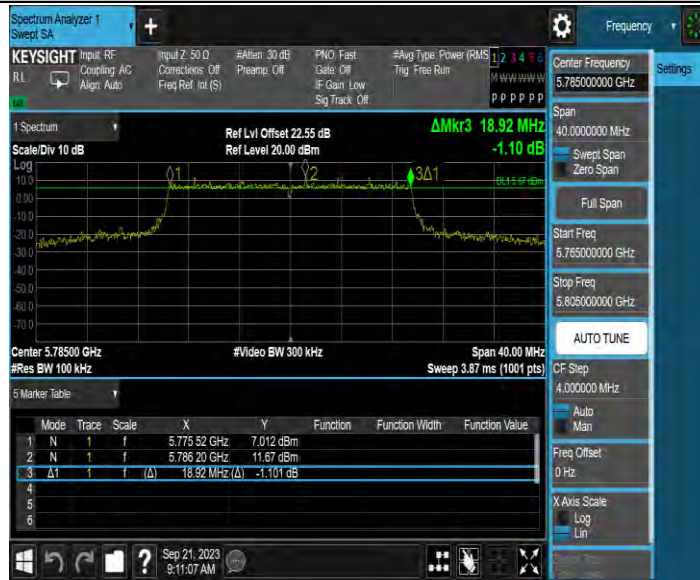 Spectrum Analyzer 1
Swept SA
Frequency
KEYSIGHT
RL
Input: RF
Coupling: AC
Align: Auto
Input Z: 50 Ω
Corrections: Off
Freq Ref: Int (S)
#Atten: 30 dB
Preamp: Off
PNO: Fast
Gate: Off
IF Gain: Low
Sig Track: Off
#Avg Type: Power (RMS
Trig: Free Run
1 2 3 4 5 6
M W W W W W
P P P P P P
Center Frequency
5.785000000 GHz
Settings
Span
40.0000000 MHz
Swept Span
Zero Span
Full Span
Start Freq
5.765000000 GHz
Stop Freq
5.805000000 GHz
AUTO TUNE
CF Step
4.000000 MHz
Auto
Man
Freq Offset
0 Hz
X Axis Scale
Log
Lin
1 Spectrum
Scale/Div 10 dB
Ref Lvl Offset 22.55 dB
Ref Level 20.00 dBm
ΔMkr3 18.92 MHz
-1.10 dB
Log
10.0
0.00
-20.0
-30.0
-50.0
-60.0
-70.0
1
2
3Δ1
DL1 5.67 dBm
Center 5.78500 GHz
#Res BW 100 kHz
#Video BW 300 kHz
Span 40.00 MHz
Sweep 3.87 ms (1001 pts)
5 Marker Table
Mode Trace Scale X Y Function Function Width Function Value
1 N 1 f 5.775 52 GHz 7.012 dBm
2 N 1 f 5.786 20 GHz 11.67 dBm
3 Δ1 1 f (Δ) 18.92 MHz (Δ) -1.101 dB
4
5
6
?
Sep 21, 2023
9:11:07 AM